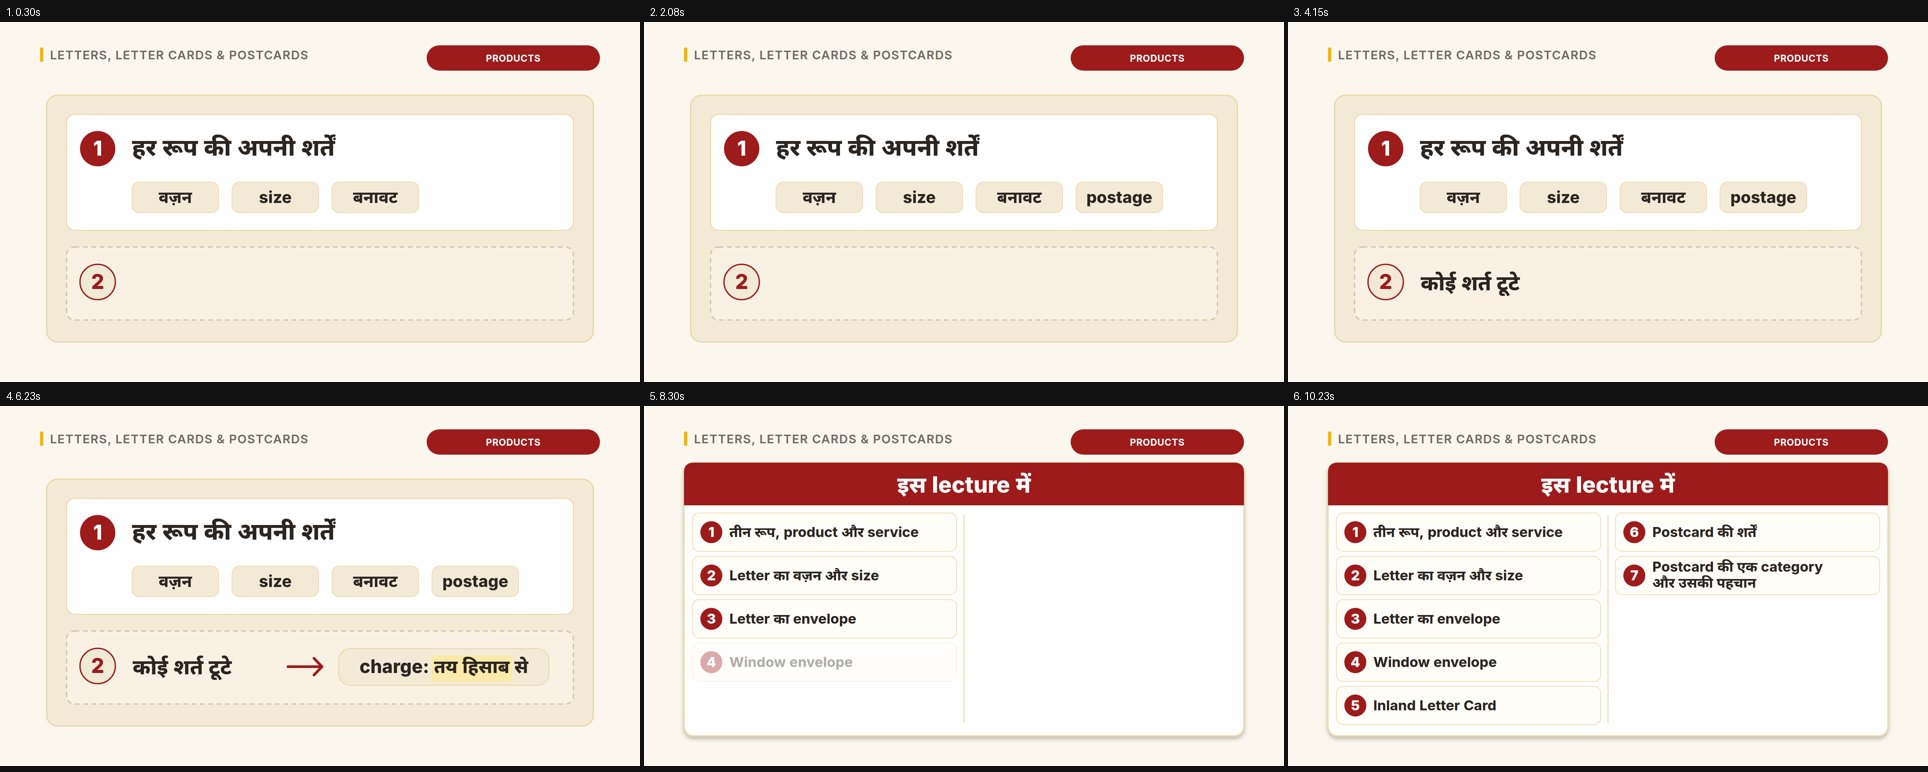 1. 0.30s
LETTERS, LETTER CARDS & POSTCARDS
PRODUCTS
1 हर रूप की अपनी शर्तें
वज़न size बनावट
2
2. 2.08s
LETTERS, LETTER CARDS & POSTCARDS
PRODUCTS
1 हर रूप की अपनी शर्तें
वज़न size बनावट postage
2
3. 4.15s
LETTERS, LETTER CARDS & POSTCARDS
PRODUCTS
1 हर रूप की अपनी शर्तें
वज़न size बनावट postage
2 कोई शर्त टूटे
4. 6.23s
LETTERS, LETTER CARDS & POSTCARDS
PRODUCTS
1 हर रूप की अपनी शर्तें
वज़न size बनावट postage
2 कोई शर्त टूटे → charge: तय हिसाब से
5. 8.30s
LETTERS, LETTER CARDS & POSTCARDS
PRODUCTS
इस lecture में
1 तीन रूप, product और service
2 Letter का वज़न और size
3 Letter का envelope
4 Window envelope
6. 10.23s
LETTERS, LETTER CARDS & POSTCARDS
PRODUCTS
इस lecture में
1 तीन रूप, product और service
2 Letter का वज़न और size
3 Letter का envelope
4 Window envelope
5 Inland Letter Card
6 Postcard की शर्तें
7 Postcard की एक category
और उसकी पहचान